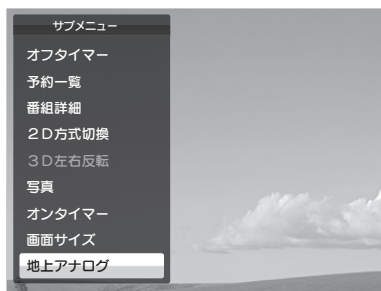 サブメニュー
オフタイマー
予約一覧
番組詳細
2D方式切換
3D左右反転
写真
オンタイマー
画面サイズ
地上アナログ